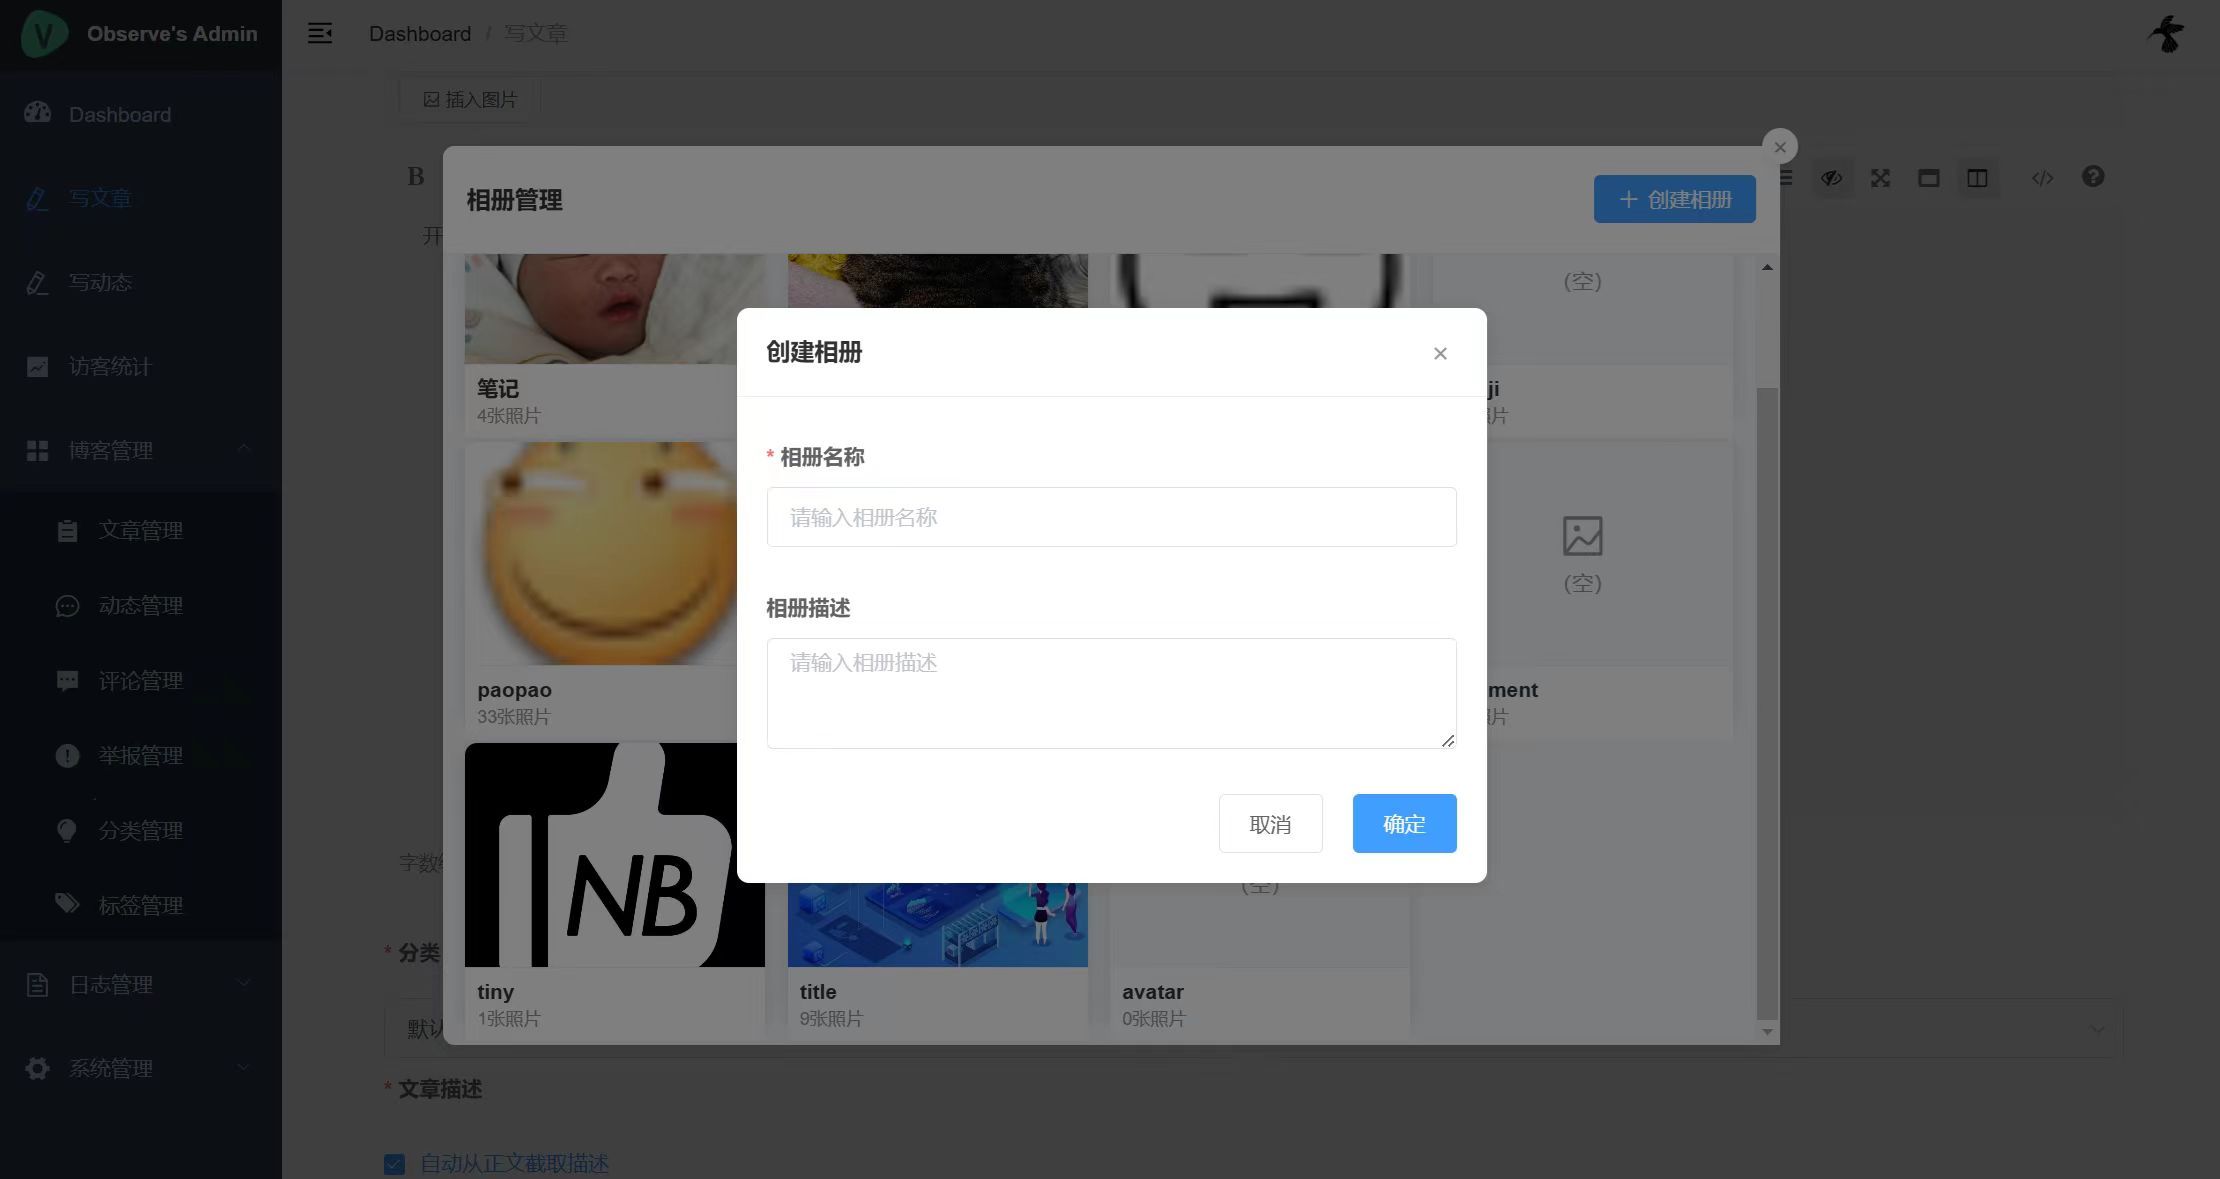 Observe's Admin
Dashboard / 写文章
Dashboard
写文章
写动态
访客统计
博客管理
文章管理
动态管理
评论管理
举报管理
分类管理
标签管理
日志管理
系统管理
插入图片
B
开
相册管理
+ 创建相册
(空)
笔记
4张照片
ji
片
paopao
33张照片
(空)
ment
片
NB
tiny
1张照片
title
9张照片
(空)
avatar
0张照片
创建相册
* 相册名称
请输入相册名称
相册描述
请输入相册描述
取消
确定
字数
* 分类
默认
* 文章描述
自动从正文截取描述